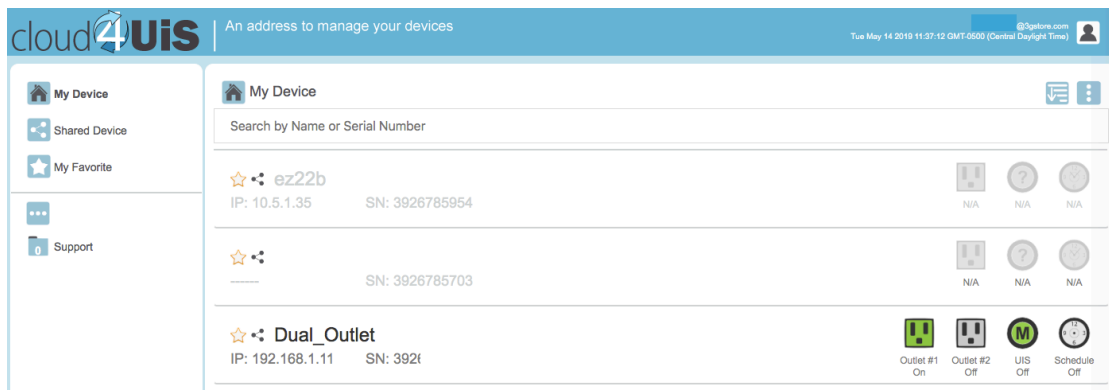 cloud4UiS
An address to manage your devices
@3gstore.com
Tue May 14 2019 11:37:12 GMT-0500 (Central Daylight Time)
My Device
Shared Device
My Favorite
0 Support
My Device
Search by Name or Serial Number
ez22b
IP: 10.5.1.35 SN: 3926785954
N/A N/A N/A
------ SN: 3926785703
N/A N/A N/A
Dual_Outlet
IP: 192.168.1.11 SN: 3926
M
Outlet #1 Outlet #2 UIS Schedule
On Off Off Off